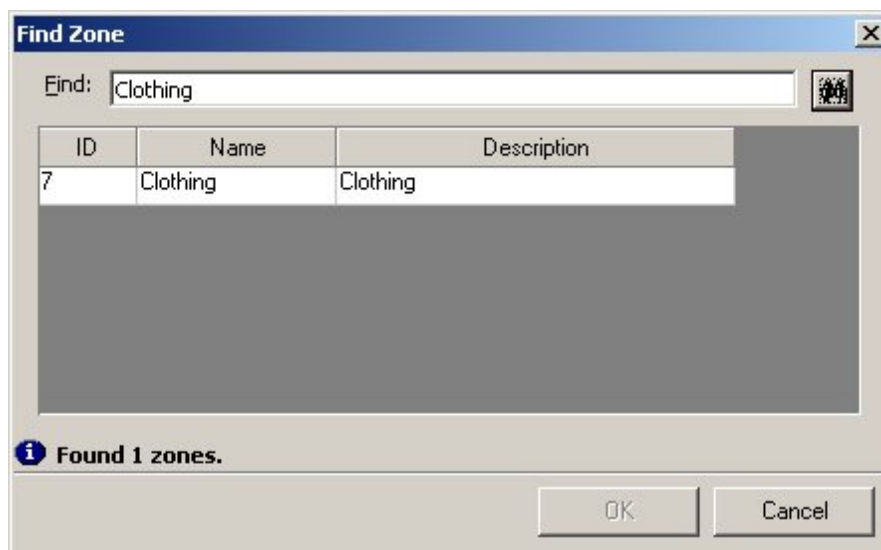 Find Zone
Find: Clothing
ID Name Description
7 Clothing Clothing
Found 1 zones.
OK Cancel